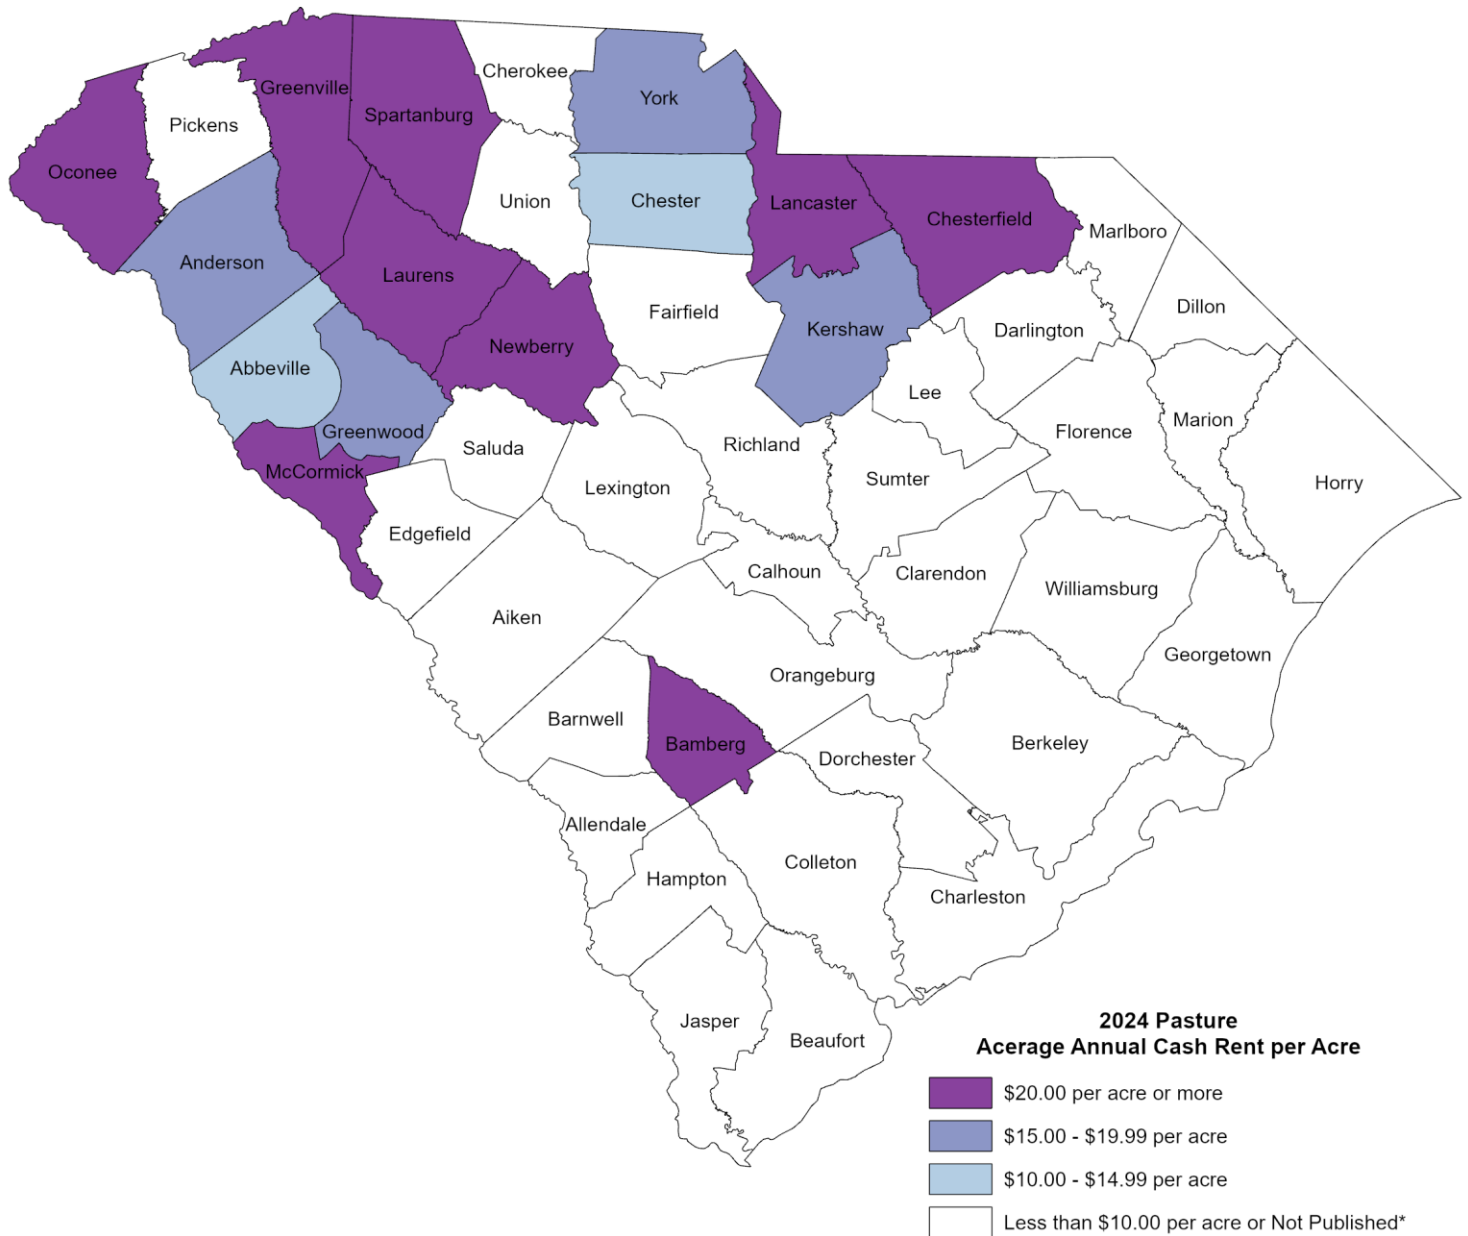 Cherokee
Greenville
York
Spartanburg
Pickens
Oconee
Union
Chester
Lancaster
Chesterfield
Marlboro
Anderson
Laurens
Dillon
Fairfield
Kershaw
Darlington
Newberry
Abbeville
Lee
Marion
Greenwood
Florence
Richland
Saluda
McCormick
Sumter
Horry
Lexington
Edgefield
Calhoun
Clarendon
Williamsburg
Aiken
Georgetown
Orangeburg
Barnwell
Bamberg
Berkeley
Dorchester
Allendale
Colleton
Hampton
Charleston
Jasper
Beaufort
2024 Pasture
Acerage Annual Cash Rent per Acre
$20.00 per acre or more
$15.00 - $19.99 per acre
$10.00 - $14.99 per acre
Less than $10.00 per acre or Not Published*